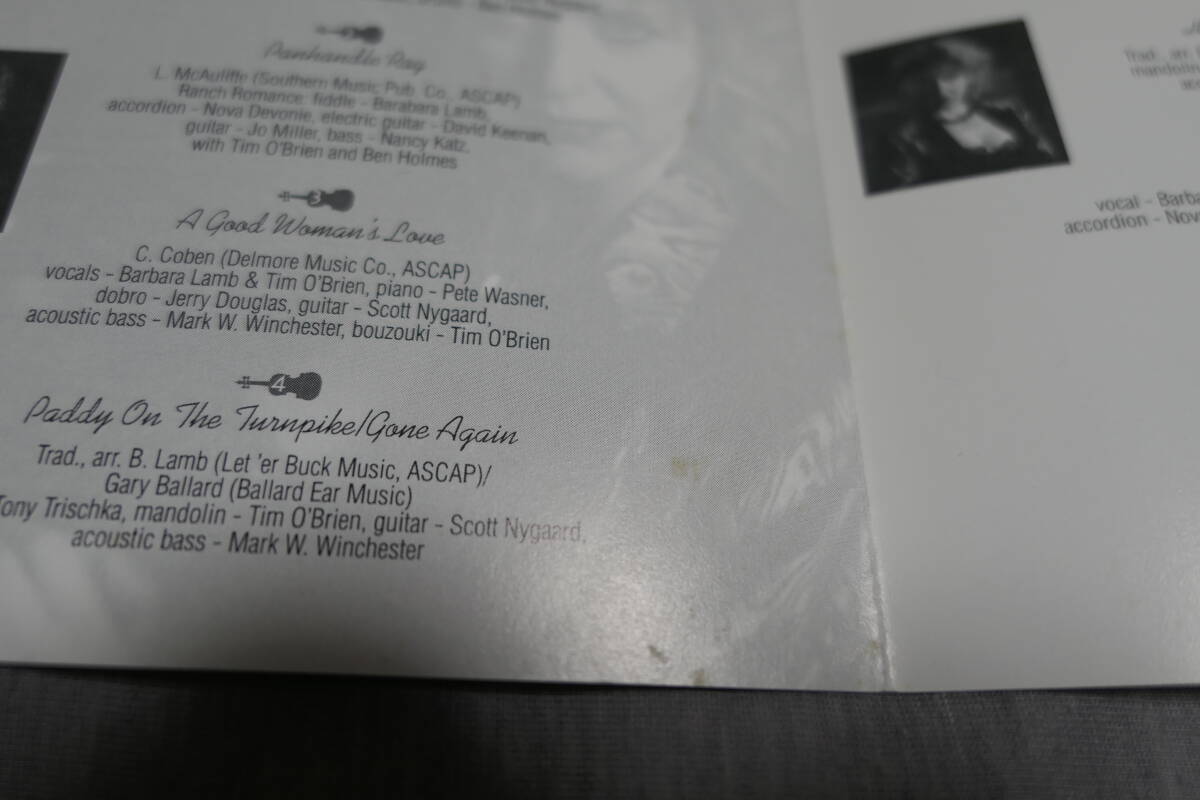 Panhandle Rag
L. McAuliffe (Southern Music Pub. Co., ASCAP)
Ranch Romance: fiddle - Barabara Lamb,
accordion - Nova Devonie, electric guitar - David Keenan,
guitar - Jo Miller, bass - Nancy Katz,
with Tim O'Brien and Ben Holmes
3
A Good Woman's Love
C. Coben (Delmore Music Co., ASCAP)
vocals - Barbara Lamb & Tim O'Brien, piano - Pete Wasner,
dobro - Jerry Douglas, guitar - Scott Nygaard,
acoustic bass - Mark W. Winchester, bouzouki - Tim O'Brien
4
Paddy On The Turnpike/Gone Again
Trad., arr. B. Lamb (Let 'er Buck Music, ASCAP)/
Gary Ballard (Ballard Ear Music)
Tony Trischka, mandolin - Tim O'Brien, guitar - Scott Nygaard,
acoustic bass - Mark W. Winchester
Trad., arr.
mandolin
vocal - Barba
accordion - Nov